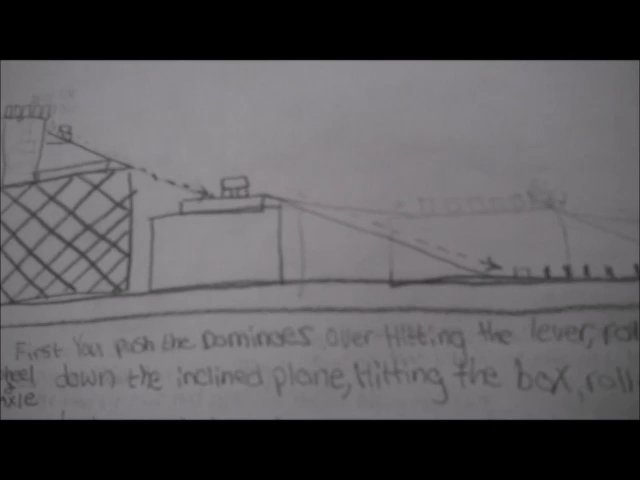 First You push the Dominoes over Hitting the lever, roll
wheel down the inclined plane, Hitting the box, roll
axle